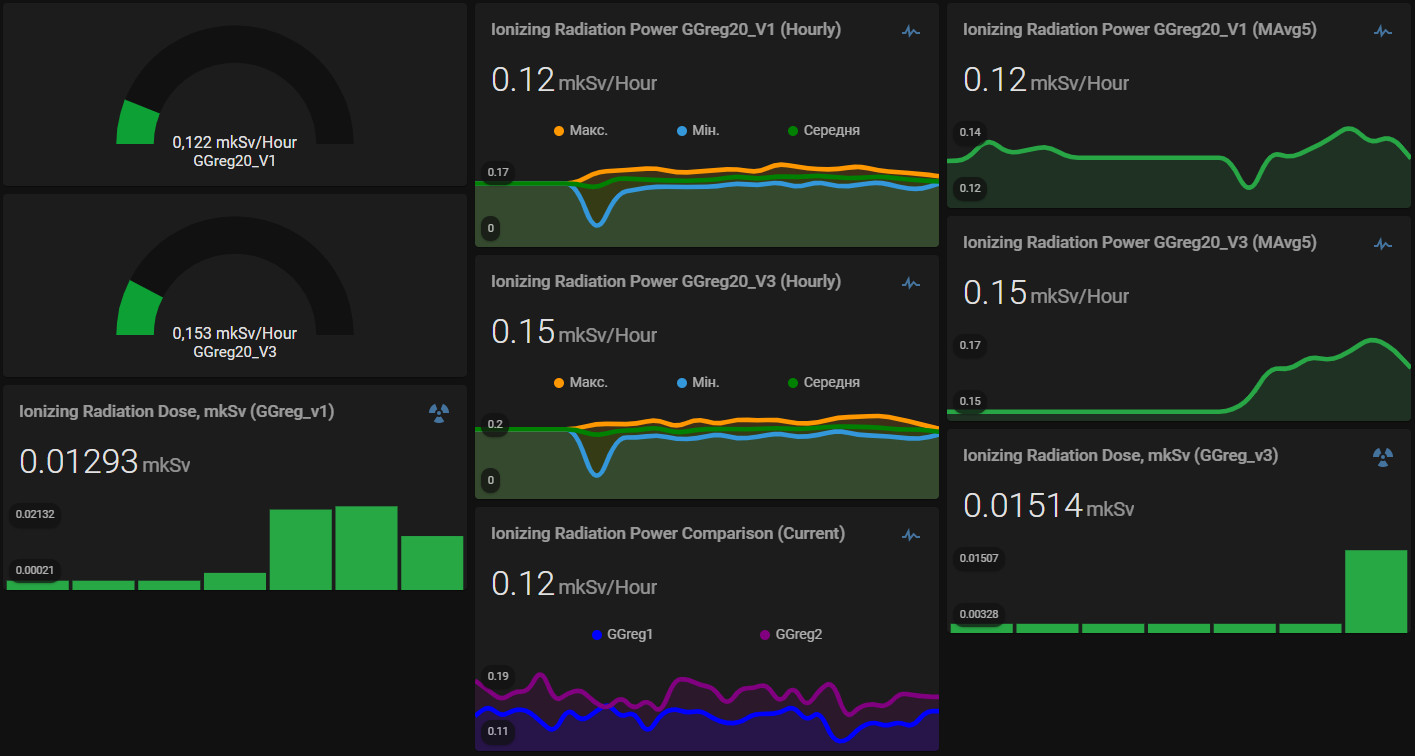 0,122 mkSv/Hour
GGreg20_V1
0,153 mkSv/Hour
GGreg20_V3
Ionizing Radiation Dose, mkSv (GGreg_v1)
0.01293 mkSv
0.02132
0.00021
Ionizing Radiation Power GGreg20_V1 (Hourly)
0.12 mkSv/Hour
Макс. Мін. Середня
0.17
0
Ionizing Radiation Power GGreg20_V3 (Hourly)
0.15 mkSv/Hour
Макс. Мін. Середня
0.2
0
Ionizing Radiation Power Comparison (Current)
0.12 mkSv/Hour
GGreg1 GGreg2
0.19
0.11
Ionizing Radiation Power GGreg20_V1 (MAvg5)
0.12 mkSv/Hour
0.14
0.12
Ionizing Radiation Power GGreg20_V3 (MAvg5)
0.15 mkSv/Hour
0.17
0.15
Ionizing Radiation Dose, mkSv (GGreg_v3)
0.01514 mkSv
0.01507
0.00328